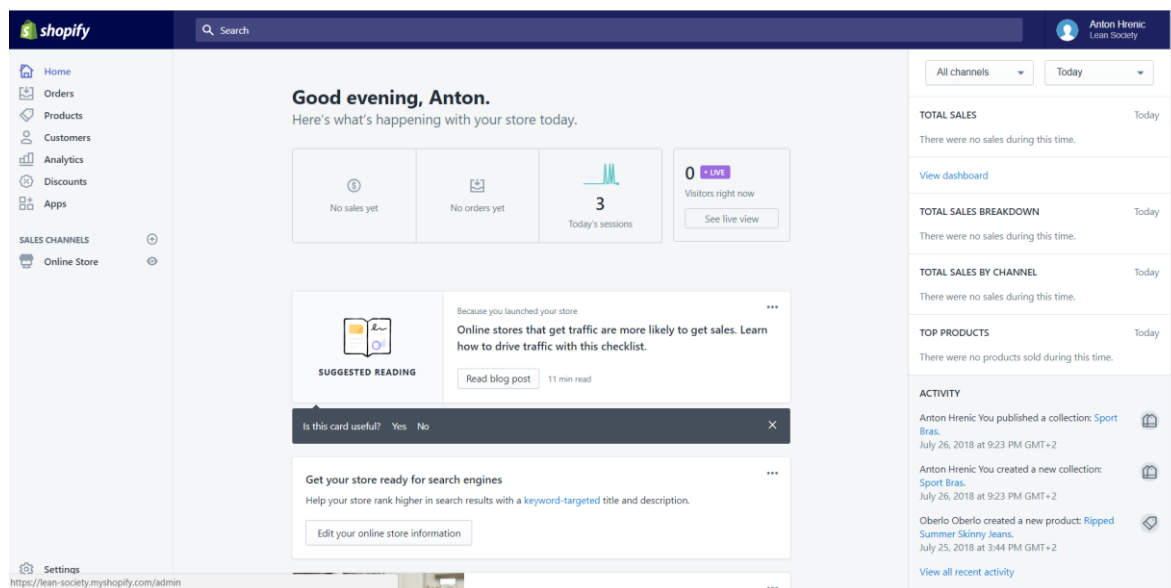 shopify
Search
Anton Hrenic
Lean Society
Home
Orders
Products
Customers
Analytics
Discounts
Apps
SALES CHANNELS
Online Store
Settings
https://lean-society.myshopify.com/admin
Good evening, Anton.
Here's what's happening with your store today.
No sales yet
No orders yet
3
Today's sessions
0 • LIVE
Visitors right now
See live view
Because you launched your store
Online stores that get traffic are more likely to get sales. Learn
how to drive traffic with this checklist.
SUGGESTED READING
Read blog post 11 min read
Is this card useful? Yes No
Get your store ready for search engines
Help your store rank higher in search results with a keyword-targeted title and description.
Edit your online store information
All channels Today
TOTAL SALES Today
There were no sales during this time.
View dashboard
TOTAL SALES BREAKDOWN Today
There were no sales during this time.
TOTAL SALES BY CHANNEL Today
There were no sales during this time.
TOP PRODUCTS Today
There were no products sold during this time.
ACTIVITY
Anton Hrenic You published a collection: Sport
Bras.
July 26, 2018 at 9:23 PM GMT+2
Anton Hrenic You created a new collection:
Sport Bras.
July 26, 2018 at 9:23 PM GMT+2
Oberlo Oberlo created a new product: Ripped
Summer Skinny Jeans.
July 25, 2018 at 3:44 PM GMT+2
View all recent activity